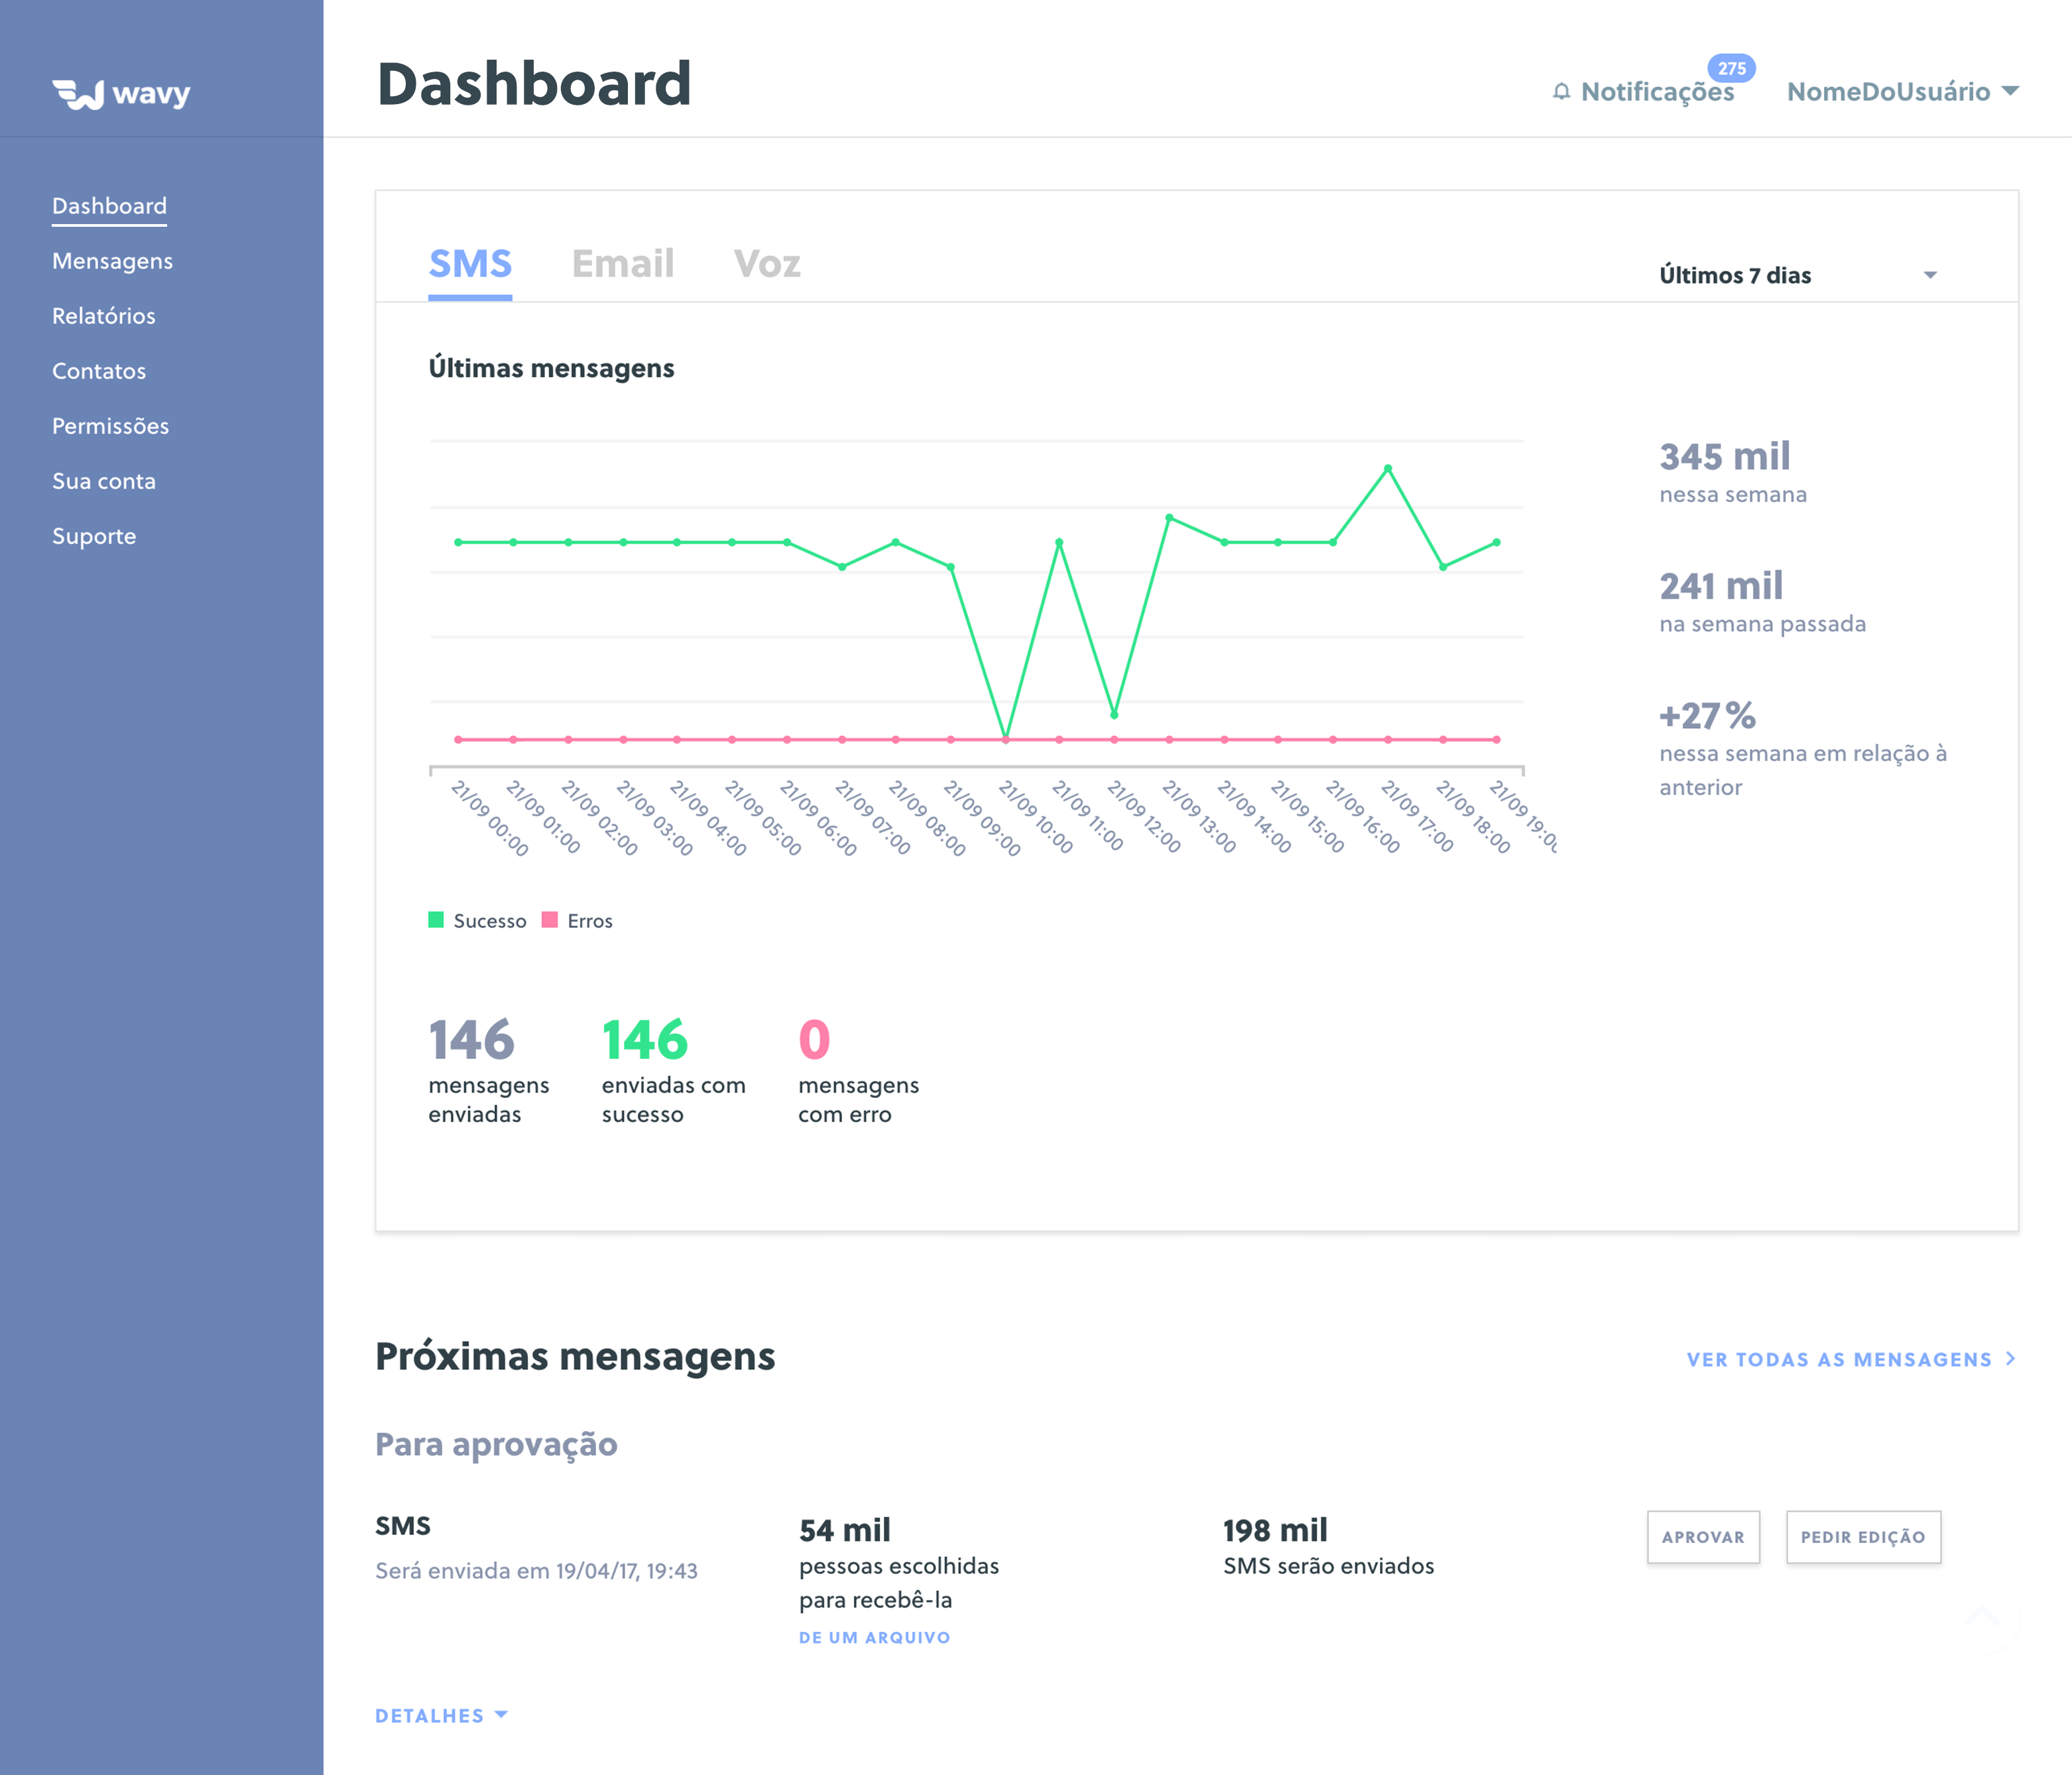 wavy
Dashboard
Notificações
275
NomeDoUsuário
Dashboard
Mensagens
Relatórios
Contatos
Permissões
Sua conta
Suporte
SMS Email Voz
Últimos 7 dias
Últimas mensagens
345 mil
nessa semana
241 mil
na semana passada
+27%
nessa semana em relação à
anterior
21/09 00:00
21/09 01:00
21/09 02:00
21/09 03:00
21/09 04:00
21/09 05:00
21/09 06:00
21/09 07:00
21/09 08:00
21/09 09:00
21/09 10:00
21/09 11:00
21/09 12:00
21/09 13:00
21/09 14:00
21/09 15:00
21/09 16:00
21/09 17:00
21/09 18:00
21/09 19:00
Sucesso Erros
146
mensagens
enviadas
146
enviadas com
sucesso
0
mensagens
com erro
Próximas mensagens
VER TODAS AS MENSAGENS
Para aprovação
SMS
Será enviada em 19/04/17, 19:43
54 mil
pessoas escolhidas
para recebê-la
DE UM ARQUIVO
198 mil
SMS serão enviados
APROVAR
PEDIR EDIÇÃO
DETALHES